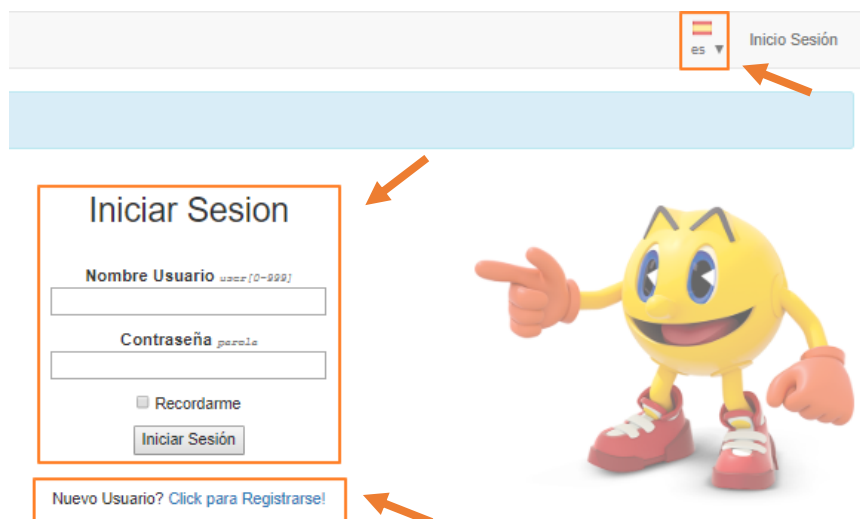 es ▼ Inicio Sesión
Iniciar Sesion
Nombre Usuario user[0-999]
Contraseña parola
Recordarme
Iniciar Sesión
Nuevo Usuario? Click para Registrarse!